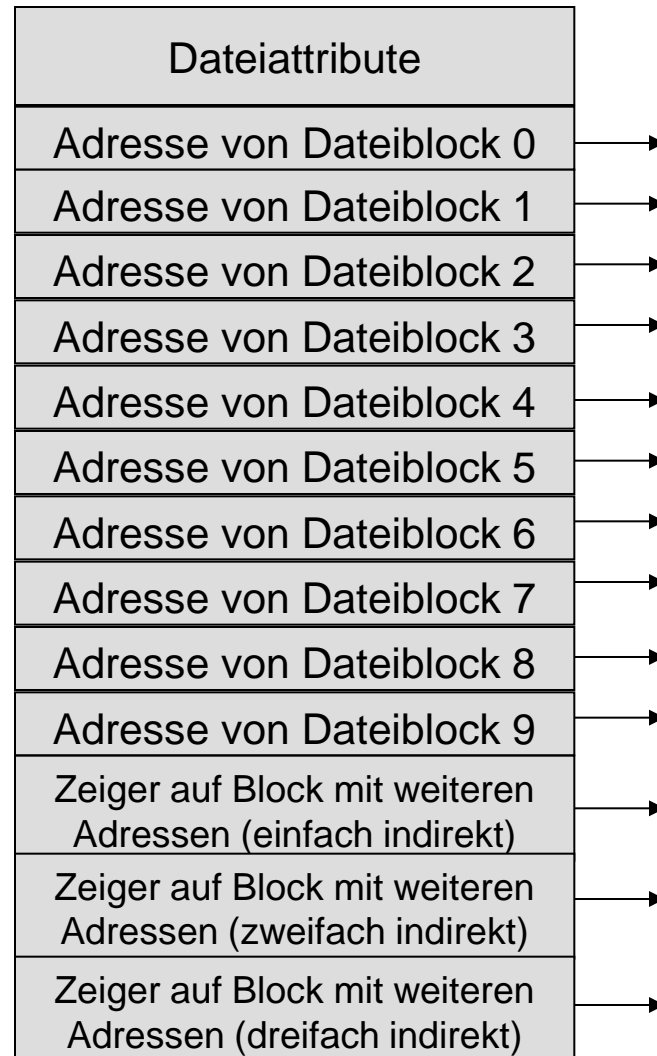 Dateiattribute
Adresse von Dateiblock 0
Adresse von Dateiblock 1
Adresse von Dateiblock 2
Adresse von Dateiblock 3
Adresse von Dateiblock 4
Adresse von Dateiblock 5
Adresse von Dateiblock 6
Adresse von Dateiblock 7
Adresse von Dateiblock 8
Adresse von Dateiblock 9
Zeiger auf Block mit weiteren
Adressen (einfach indirekt)
Zeiger auf Block mit weiteren
Adressen (zweifach indirekt)
Zeiger auf Block mit weiteren
Adressen (dreifach indirekt)